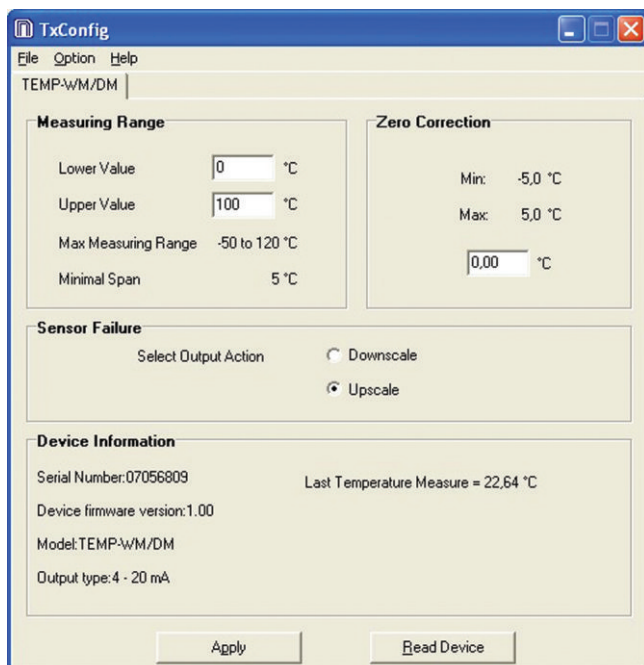 TxConfig
File Option Help
TEMP-WM/DM
Measuring Range
Lower Value 0 °C
Upper Value 100 °C
Max Measuring Range -50 to 120 °C
Minimal Span 5 °C
Zero Correction
Min: -5,0 °C
Max: 5,0 °C
0,00 °C
Sensor Failure
Select Output Action Downscale
Upscale
Device Information
Serial Number:07056809
Last Temperature Measure = 22,64 °C
Device firmware version:1.00
Model:TEMP-WM/DM
Output type:4 - 20 mA
Apply Read Device